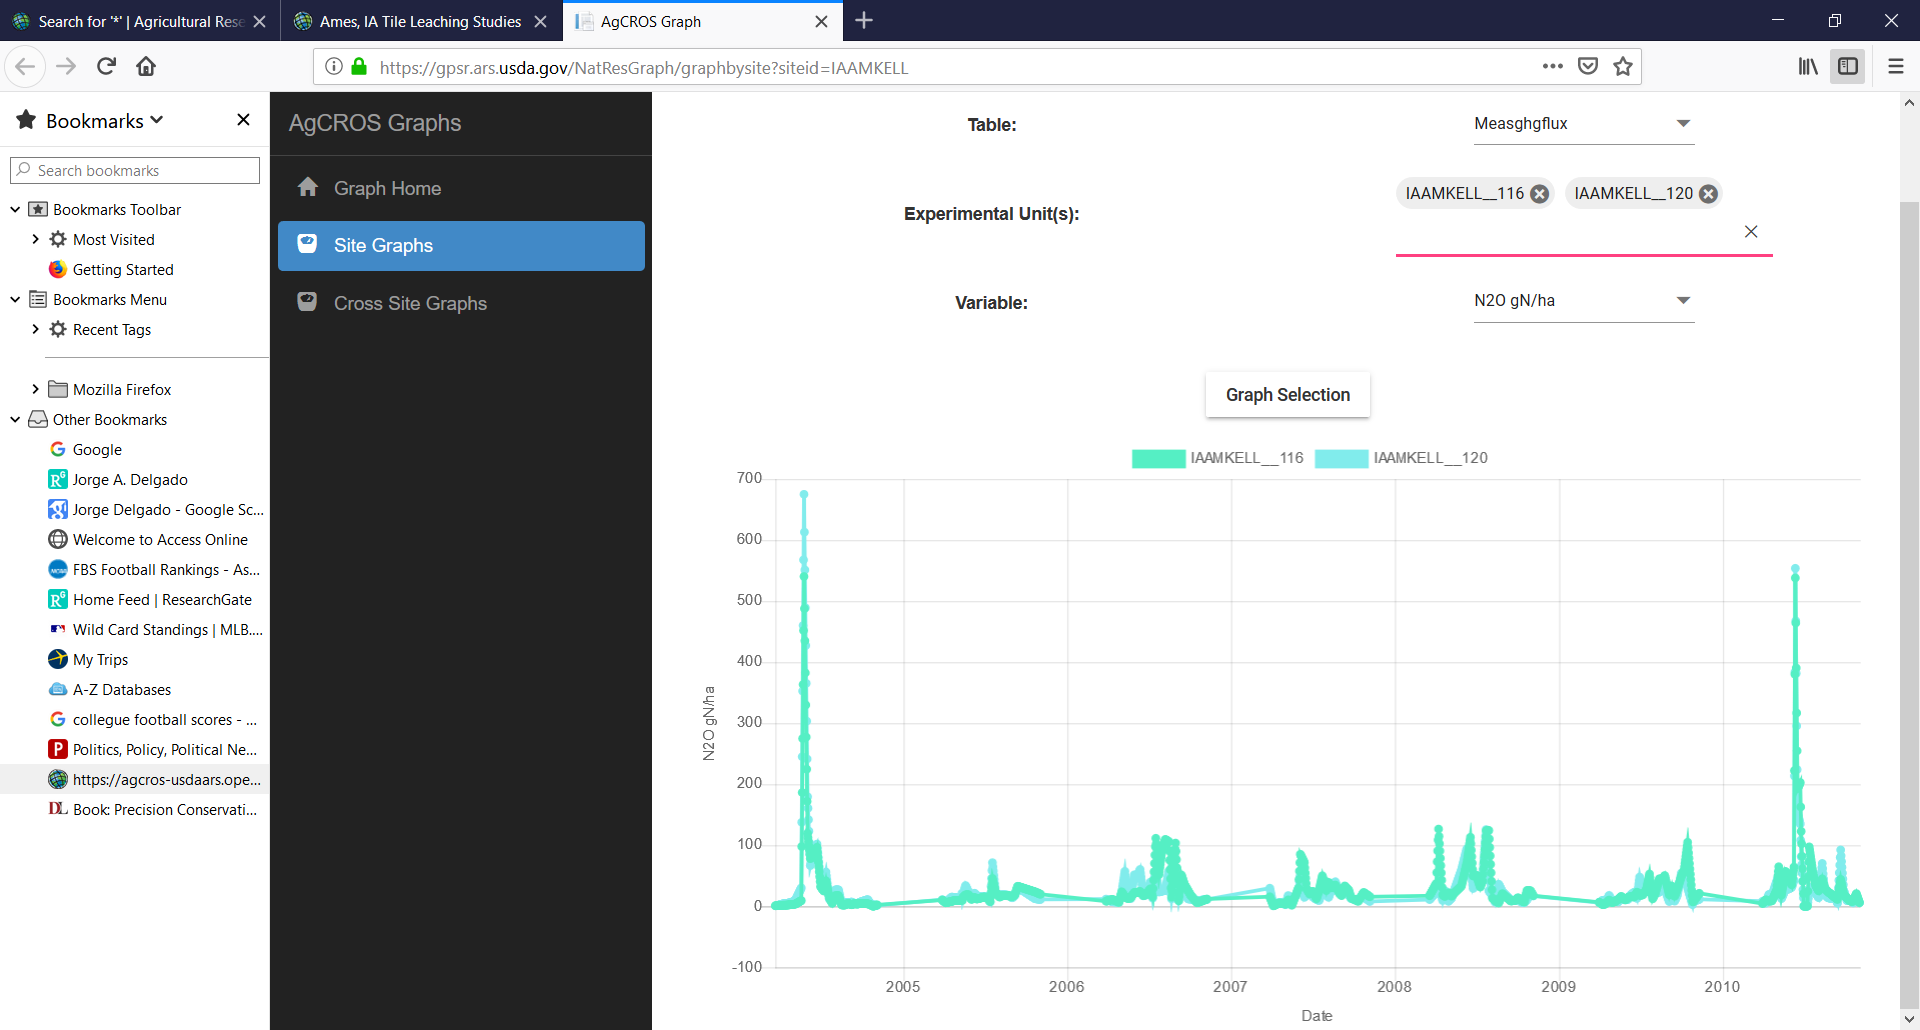 Search for '*' | Agricultural Rese
Ames, IA Tile Leaching Studies
AgCROS Graph
https://gpsr.ars.usda.gov/NatResGraph/graphbysite?siteid=IAAMKELL
Bookmarks
Search bookmarks
Bookmarks Toolbar
Most Visited
Getting Started
Bookmarks Menu
Recent Tags
Mozilla Firefox
Other Bookmarks
Google
Jorge A. Delgado
Jorge Delgado - Google Sc...
Welcome to Access Online
FBS Football Rankings - As...
Home Feed | ResearchGate
Wild Card Standings | MLB....
My Trips
A-Z Databases
collegue football scores - ...
Politics, Policy, Political Ne...
https://agcros-usdaars.ope...
Book: Precision Conservati...
AgCROS Graphs
Graph Home
Site Graphs
Cross Site Graphs
Table:
Measghgflux
Experimental Unit(s):
IAAMKELL__116
IAAMKELL__120
Variable:
N2O gN/ha
Graph Selection
IAAMKELL__116
IAAMKELL__120
N2O gN/ha
700
600
500
400
300
200
100
0
-100
2005
2006
2007
2008
2009
2010
Date